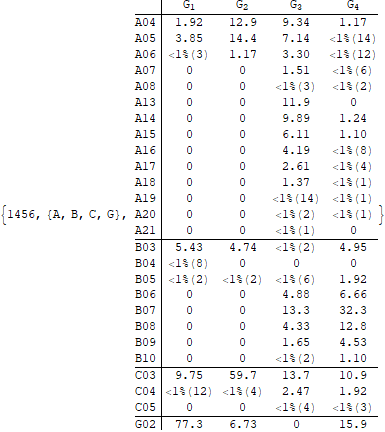 G1 G2 G3 G4
A04 1.92 12.9 9.34 1.17
A05 3.85 14.4 7.14 <1%(14)
A06 <1%(3) 1.17 3.30 <1%(12)
A07 0 0 1.51 <1%(6)
A08 0 0 <1%(3) <1%(2)
A13 0 0 11.9 0
A14 0 0 9.89 1.24
A15 0 0 6.11 1.10
A16 0 0 4.19 <1%(8)
A17 0 0 2.61 <1%(4)
A18 0 0 1.37 <1%(1)
A19 0 0 <1%(14) <1%(1)
{1456, {A, B, C, G}, A20 0 0 <1%(2) <1%(1) }
A21 0 0 <1%(1) 0
B03 5.43 4.74 <1%(2) 4.95
B04 <1%(8) 0 0 0
B05 <1%(2) <1%(2) <1%(6) 1.92
B06 0 0 4.88 6.66
B07 0 0 13.3 32.3
B08 0 0 4.33 12.8
B09 0 0 1.65 4.53
B10 0 0 <1%(2) 1.10
C03 9.75 59.7 13.7 10.9
C04 <1%(12) <1%(4) 2.47 1.92
C05 0 0 <1%(4) <1%(3)
G02 77.3 6.73 0 15.9